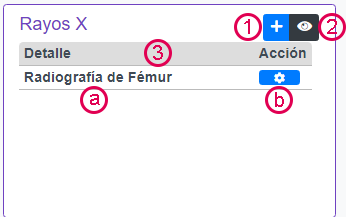 Rayos X
1
2
Detalle
3
Acción
Radiografía de Fémur
a
b